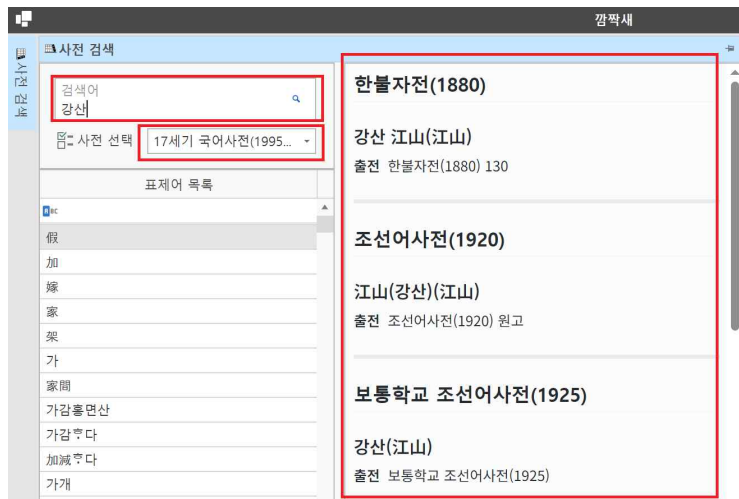 깜짝새
사전 검색
사전 검색
검색어
강산
사전 선택
17세기 국어사전(1995...
표제어 목록
ABC
假
加
嫁
家
架
가
家間
가감홍면산
가감ᄒᆞ다
加減ᄒᆞ다
가개
한불자전(1880)
강산 江山(江山)
출전 한불자전(1880) 130
조선어사전(1920)
江山(강산)(江山)
출전 조선어사전(1920) 원고
보통학교 조선어사전(1925)
강산(江山)
출전 보통학교 조선어사전(1925)